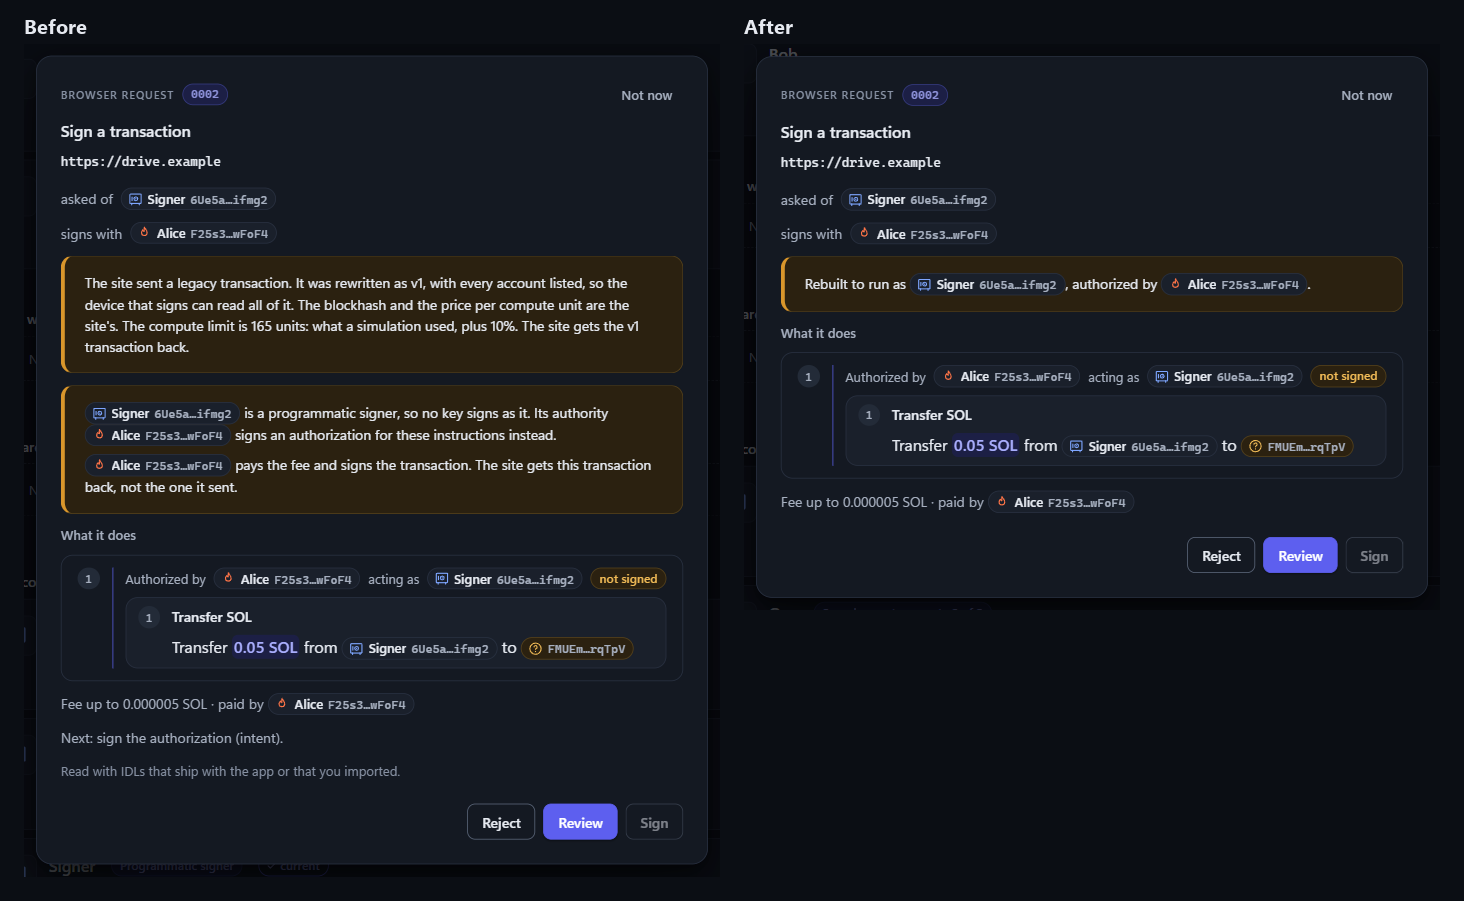 Before
BROWSER REQUEST 0002
Not now
Sign a transaction
https://drive.example
asked of Signer 6Ue5a…ifmg2
signs with Alice F25s3…wFoF4
The site sent a legacy transaction. It was rewritten as v1, with every account listed, so the
device that signs can read all of it. The blockhash and the price per compute unit are the
site's. The compute limit is 165 units: what a simulation used, plus 10%. The site gets the v1
transaction back.
Signer 6Ue5a…ifmg2 is a programmatic signer, so no key signs as it. Its authority
Alice F25s3…wFoF4 signs an authorization for these instructions instead.
Alice F25s3…wFoF4 pays the fee and signs the transaction. The site gets this transaction
back, not the one it sent.
What it does
1 Authorized by Alice F25s3…wFoF4 acting as Signer 6Ue5a…ifmg2 not signed
1 Transfer SOL
Transfer 0.05 SOL from Signer 6Ue5a…ifmg2 to FMUEm…rqTpV
Fee up to 0.000005 SOL · paid by Alice F25s3…wFoF4
Next: sign the authorization (intent).
Read with IDLs that ship with the app or that you imported.
Reject Review Sign
Signer Programmatic signer current
After
Bob
BROWSER REQUEST 0002
Not now
Sign a transaction
https://drive.example
asked of Signer 6Ue5a…ifmg2
signs with Alice F25s3…wFoF4
Rebuilt to run as Signer 6Ue5a…ifmg2 , authorized by Alice F25s3…wFoF4 .
What it does
1 Authorized by Alice F25s3…wFoF4 acting as Signer 6Ue5a…ifmg2 not signed
1 Transfer SOL
Transfer 0.05 SOL from Signer 6Ue5a…ifmg2 to FMUEm…rqTpV
Fee up to 0.000005 SOL · paid by Alice F25s3…wFoF4
Reject Review Sign